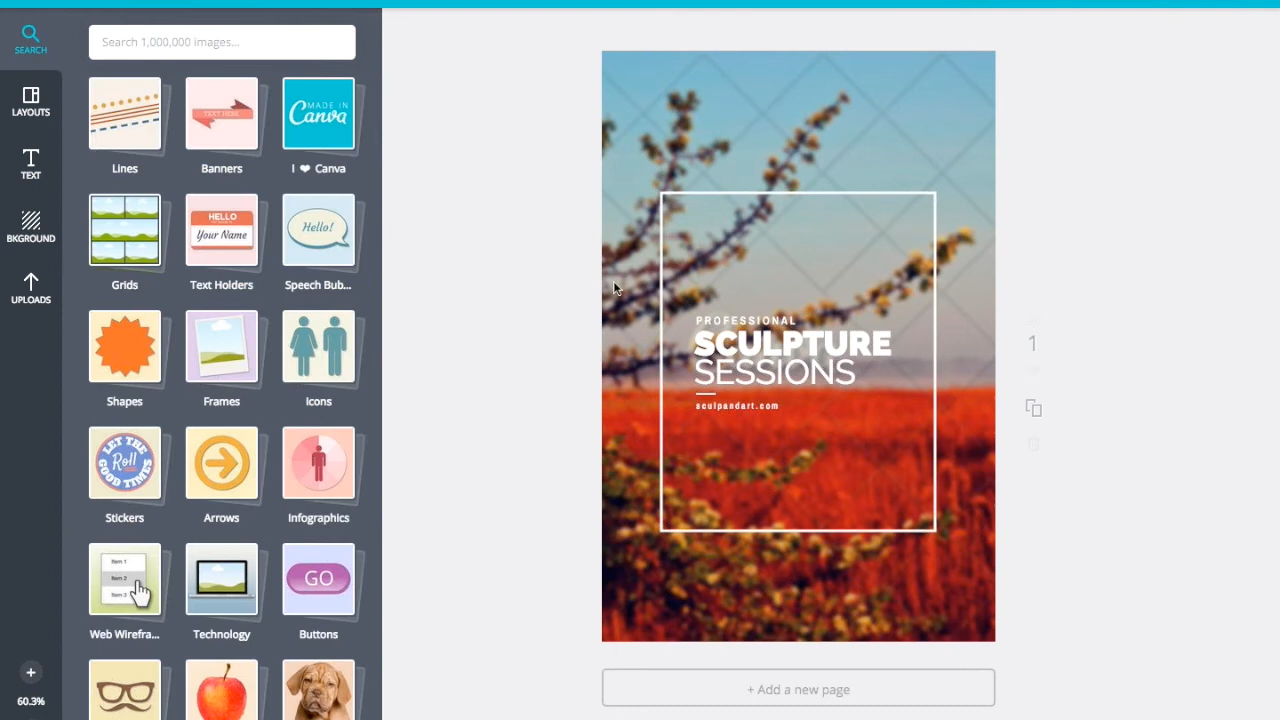 SEARCH
LAYOUTS
TEXT
BKGROUND
UPLOADS
60.3%
Search 1,000,000 images...
TEXT HERE
MADE IN
Canva
Lines
Banners
I ❤ Canva
HELLO
Your Name
Hello!
Grids
Text Holders
Speech Bub...
Shapes
Frames
Icons
LET THE
Roll
GOOD TIMES
Stickers
Arrows
Infographics
Item 1
Item 2
Item 3
GO
Web Wirefra...
Technology
Buttons
PROFESSIONAL
SCULPTURE
SESSIONS
sculpandart.com
1
+ Add a new page